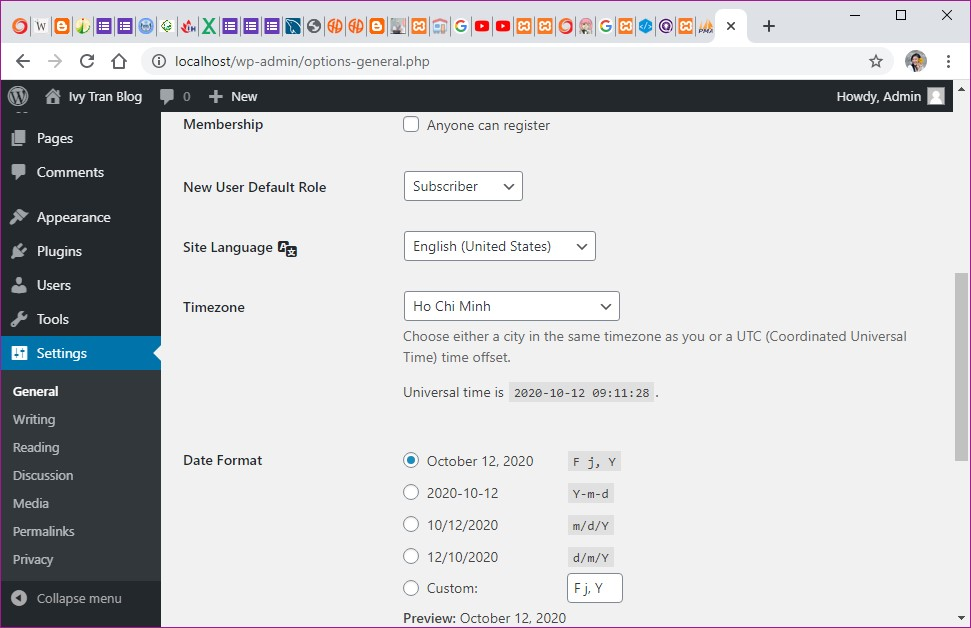 localhost/wp-admin/options-general.php
Ivy Tran Blog 0 New Howdy, Admin
Pages
Comments
Appearance
Plugins
Users
Tools
Settings
General
Writing
Reading
Discussion
Media
Permalinks
Privacy
Collapse menu
Membership Anyone can register
New User Default Role Subscriber
Site Language English (United States)
Timezone Ho Chi Minh
Choose either a city in the same timezone as you or a UTC (Coordinated Universal
Time) time offset.
Universal time is 2020-10-12 09:11:28 .
Date Format October 12, 2020 F j, Y
2020-10-12 Y-m-d
10/12/2020 m/d/Y
12/10/2020 d/m/Y
Custom: F j, Y
Preview: October 12, 2020